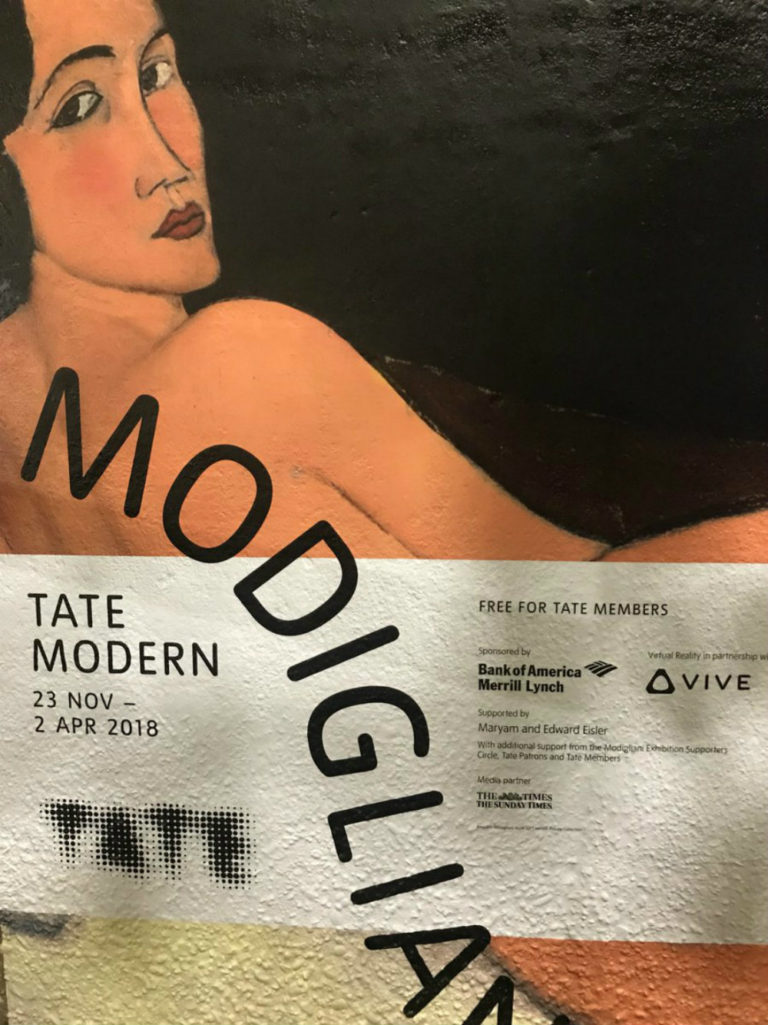 MODIGLIAN
TATE
MODERN
23 NOV –
2 APR 2018
TATE
FREE FOR TATE MEMBERS
Sponsored by
Bank of America
Merrill Lynch
Virtual Reality in partnership wi
VIVE
Supported by
Maryam and Edward Eisler
With additional support from the Modigliani Exhibition Supporters
Circle, Tate Patrons and Tate Members
Media partner
THE TIMES
THE SUNDAY TIMES